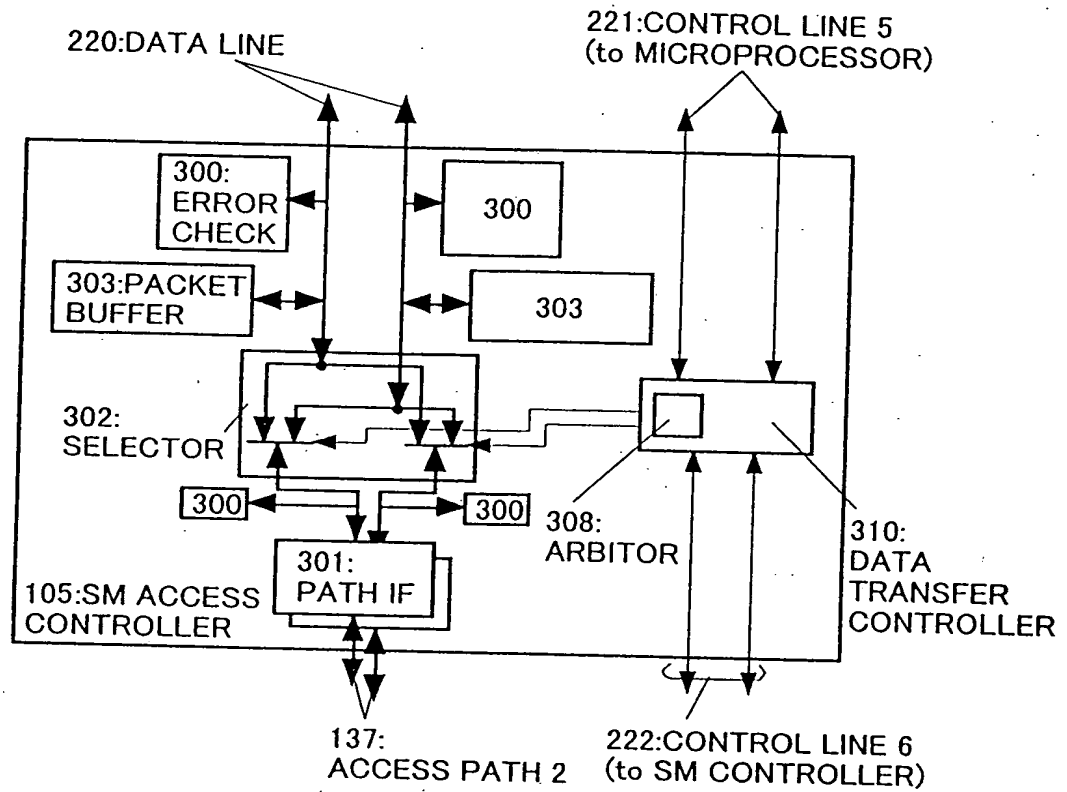 220:DATA LINE
221:CONTROL LINE 5
(to MICROPROCESSOR)
300:
ERROR
CHECK
300
303:PACKET
BUFFER
303
302:
SELECTOR
300
300
308:
ARBITOR
310:
DATA
TRANSFER
CONTROLLER
301:
PATH IF
105:SM ACCESS
CONTROLLER
137:
ACCESS PATH 2
222:CONTROL LINE 6
(to SM CONTROLLER)